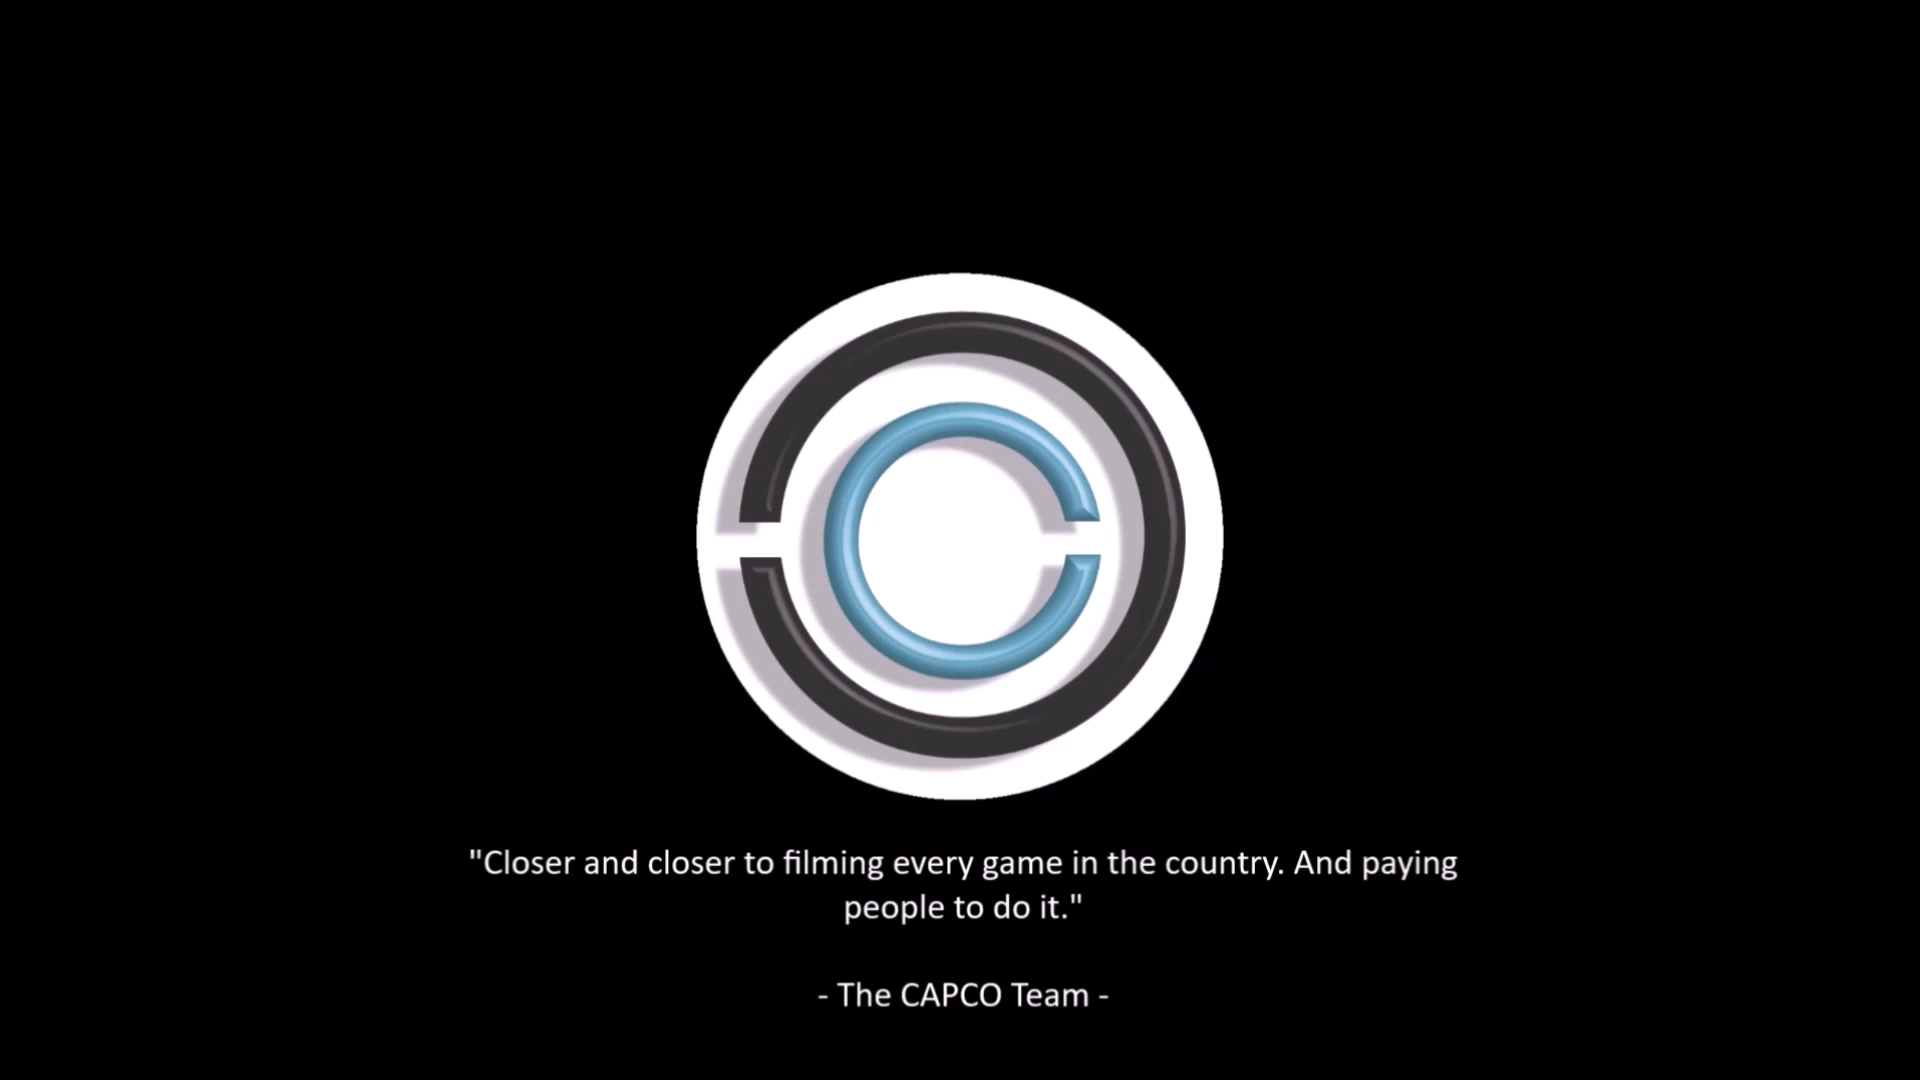 "Closer and closer to filming every game in the country. And paying
people to do it."
- The CAPCO Team -